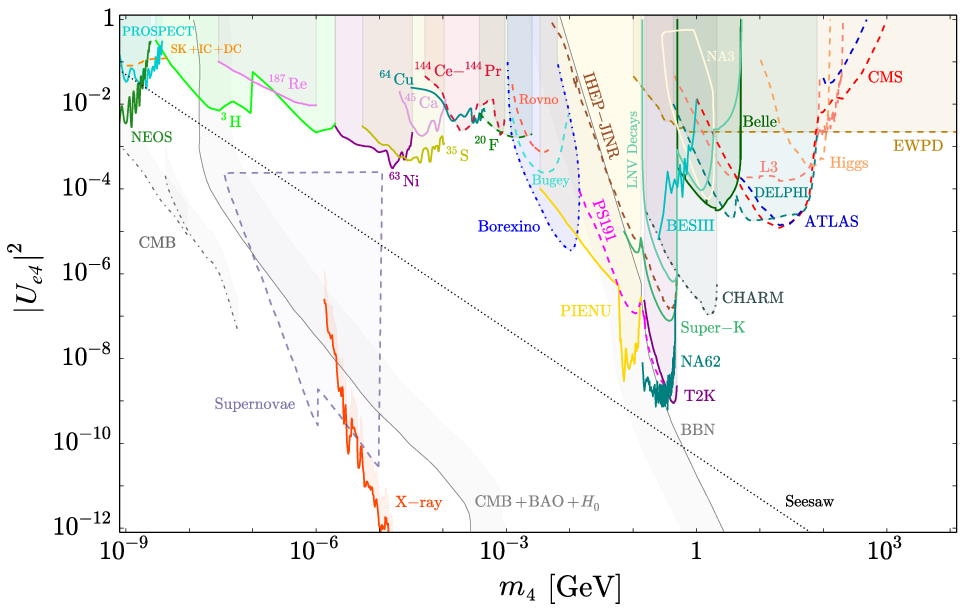 1
10⁻²
10⁻⁴
10⁻⁶
10⁻⁸
10⁻¹⁰
10⁻¹²
|U_{e4}|²
PROSPECT
SK+IC+DC
NEOS
³H
¹⁸⁷Re
⁶³Ni
³⁵S
⁶⁴Cu
⁴⁵Ca
¹⁴⁴Ce−¹⁴⁴Pr
²⁰F
Rovno
Bugey
Borexino
IHEP−JINR
PS191
PIENU
LNV Decays
NA3
Belle
BESIII
L3
DELPHI
Higgs
CMS
EWPD
ATLAS
CHARM
Super−K
NA62
T2K
BBN
CMB
Supernovae
X−ray
CMB+BAO+H₀
Seesaw
10⁻⁹
10⁻⁶
10⁻³
1
10³
m₄ [GeV]